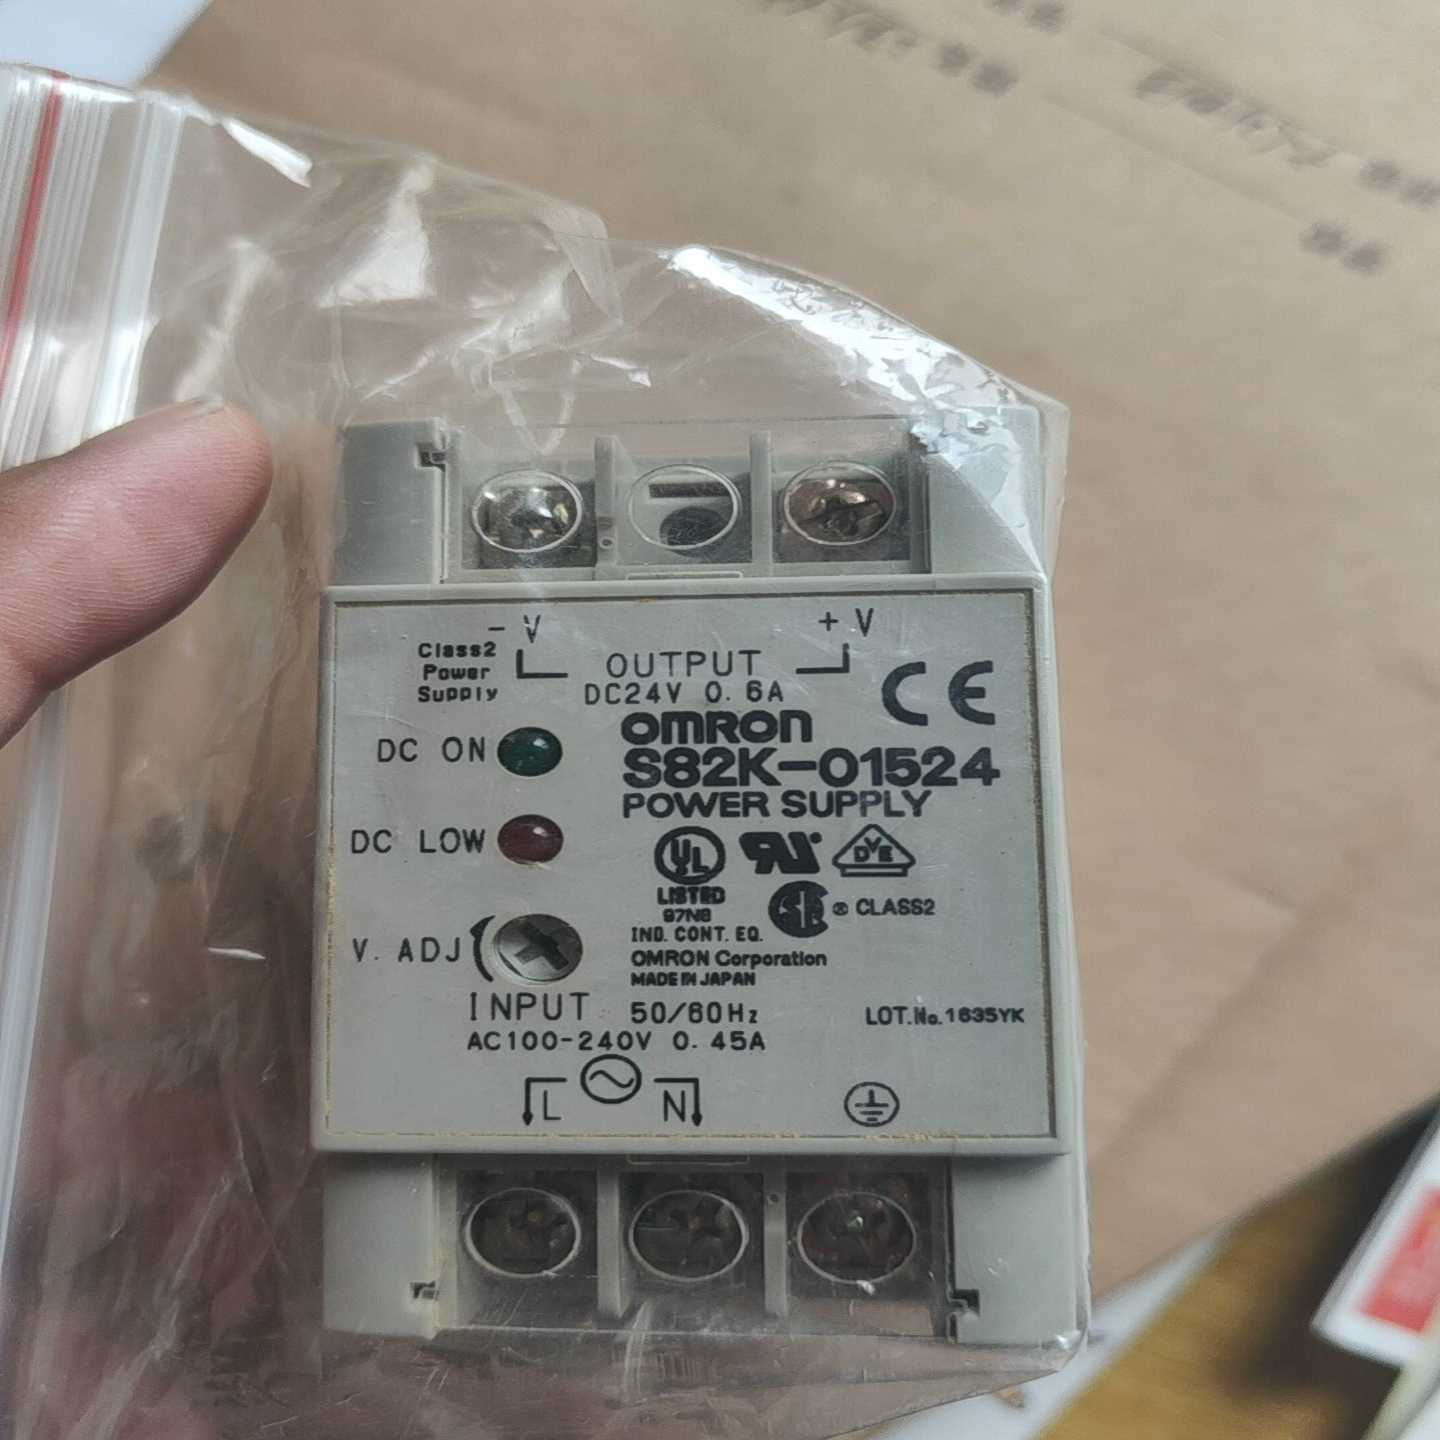 - V
+ V
Class2
Power
Supply
OUTPUT
DC24V 0.6A
CE
DC ON
omron
S82K-01524
POWER SUPPLY
DC LOW
UL
LISTED
97N8
VDE
® CLASS2
IND. CONT. EQ.
V. ADJ
OMRON Corporation
MADE IN JAPAN
INPUT 50/60Hz
AC100-240V 0.45A
LOT.No.1635YK
L
N